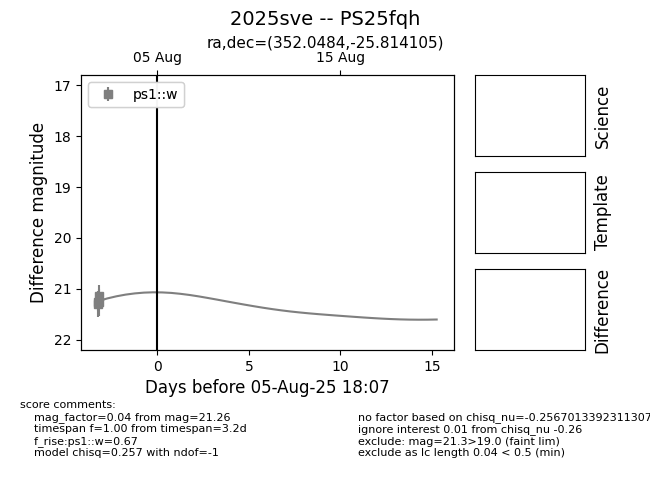 2025sve -- PS25fqh
ra,dec=(352.0484,-25.814105)
05 Aug
15 Aug
ps1::w
17
18
19
20
21
22
Difference magnitude
0
5
10
15
Days before 05-Aug-25 18:07
Science
Template
Difference
score comments:
mag_factor=0.04 from mag=21.26
timespan f=1.00 from timespan=3.2d
f_rise:ps1::w=0.67
model chisq=0.257 with ndof=-1
no factor based on chisq_nu=-0.2567013392311307
ignore interest 0.01 from chisq_nu -0.26
exclude: mag=21.3>19.0 (faint lim)
exclude as lc length 0.04 < 0.5 (min)